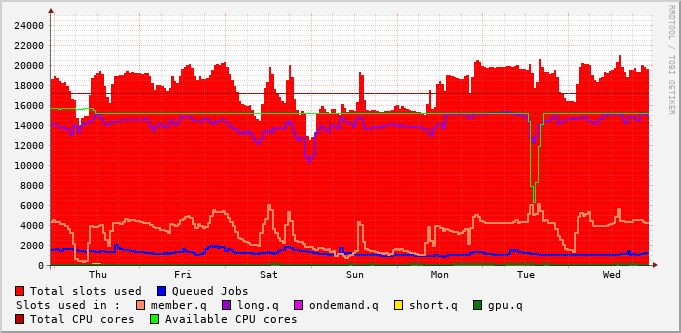 24000
22000
20000
18000
16000
14000
12000
10000
8000
6000
4000
2000
0
Thu Fri Sat Sun Mon Tue Wed
RRDTOOL / TOBI OETIKER
Total slots used Queued Jobs
Slots used in : member.q long.q ondemand.q short.q gpu.q
Total CPU cores Available CPU cores